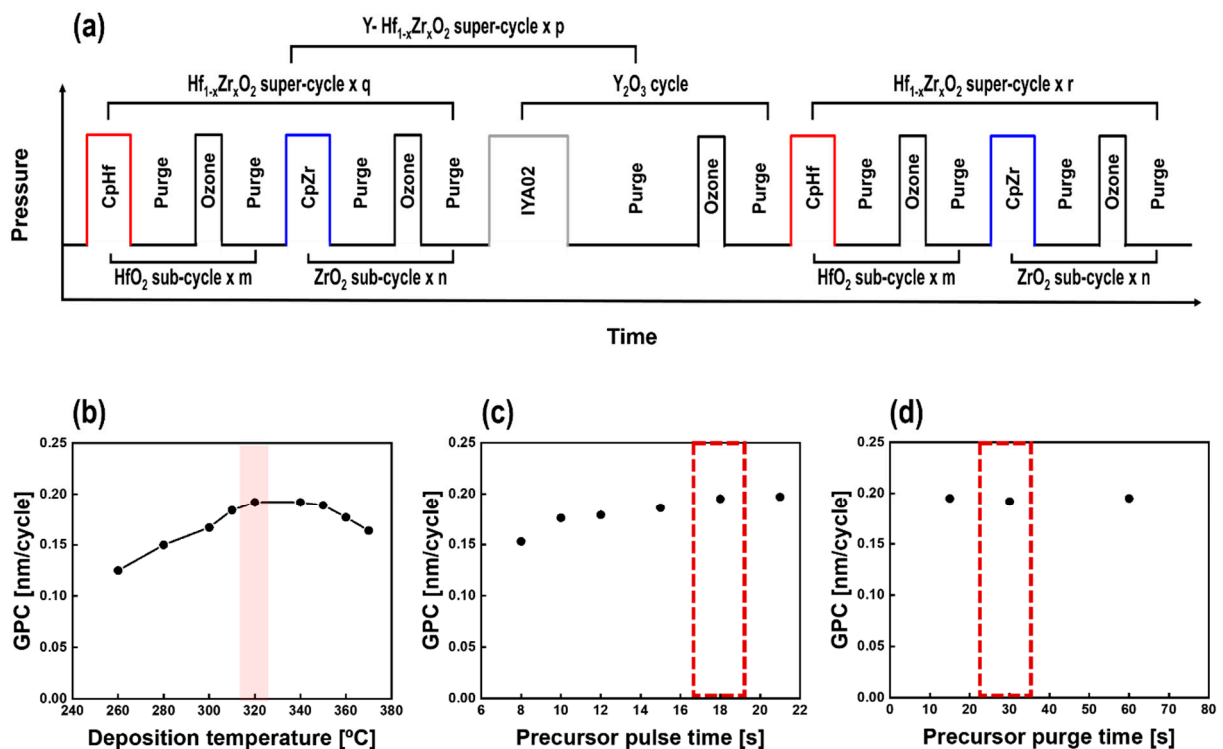 (a)
Y- Hf1-xZrxO2 super-cycle x p
Hf1-xZrxO2 super-cycle x q
Y2O3 cycle
Hf1-xZrxO2 super-cycle x r
Pressure
CpHf
Purge
Ozone
Purge
CpZr
Purge
Ozone
Purge
IYA02
Purge
Ozone
Purge
CpHf
Purge
Ozone
Purge
CpZr
Purge
Ozone
Purge
HfO2 sub-cycle x m
ZrO2 sub-cycle x n
HfO2 sub-cycle x m
ZrO2 sub-cycle x n
Time
(b)
GPC [nm/cycle]
0.25
0.20
0.15
0.10
0.05
0.00
240 260 280 300 320 340 360 380
Deposition temperature [ºC]
(c)
GPC [nm/cycle]
0.25
0.20
0.15
0.10
0.05
0.00
6 8 10 12 14 16 18 20 22
Precursor pulse time [s]
(d)
GPC [nm/cycle]
0.25
0.20
0.15
0.10
0.05
0.00
0 10 20 30 40 50 60 70 80
Precursor purge time [s]